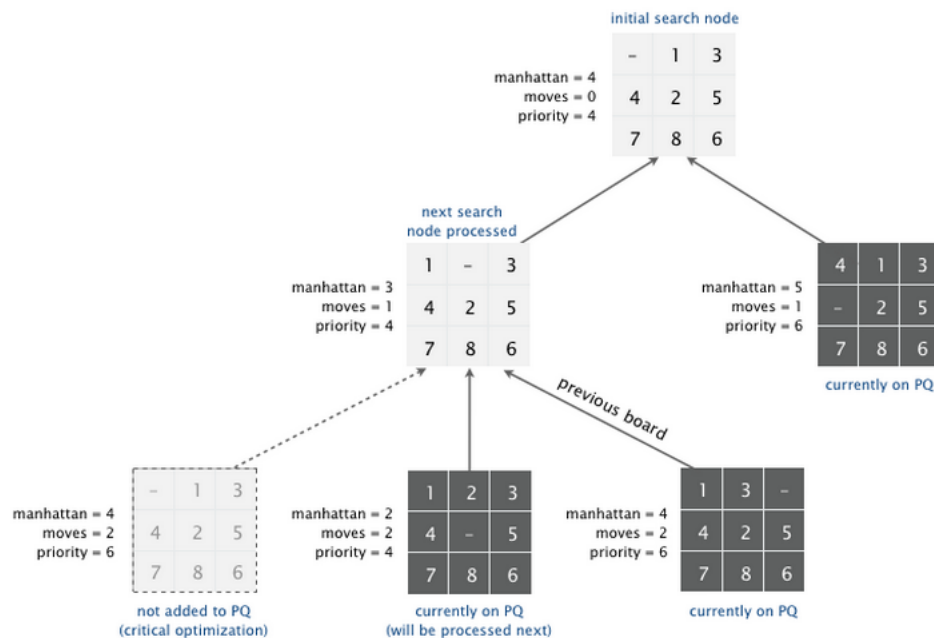 initial search node
– 1 3
manhattan = 4
moves = 0
priority = 4
4 2 5
7 8 6
next search
node processed
1 – 3
manhattan = 3
moves = 1
priority = 4
4 2 5
7 8 6
4 1 3
manhattan = 5
moves = 1
priority = 6
– 2 5
7 8 6
currently on PQ
previous board
– 1 3
manhattan = 4
moves = 2
priority = 6
4 2 5
7 8 6
not added to PQ
(critical optimization)
1 2 3
manhattan = 2
moves = 2
priority = 4
4 – 5
7 8 6
currently on PQ
(will be processed next)
1 3 –
manhattan = 4
moves = 2
priority = 6
4 2 5
7 8 6
currently on PQ